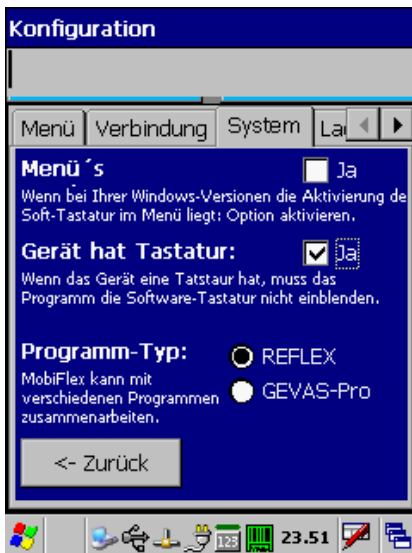 Konfiguration
Menü Verbindung System La
Menü´s Ja
Wenn bei Ihrer Windows-Versionen die Aktivierung de
Soft-Tastatur im Menü liegt: Option aktivieren.
Gerät hat Tastatur: Ja
Wenn das Gerät eine Tatstaur hat, muss das
Programm die Software-Tastatur nicht einblenden.
Programm-Typ: REFLEX
MobiFlex kann mit
verschiedenen Programmen
zusammenarbeiten.
GEVAS-Pro
<- Zurück
123 23.51